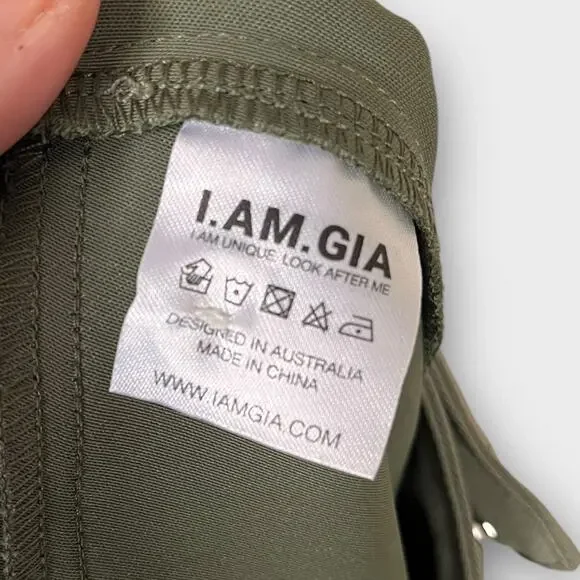 I.AM.GIA
I AM UNIQUE. LOOK AFTER ME
DESIGNED IN AUSTRALIA
MADE IN CHINA
WWW.IAMGIA.COM